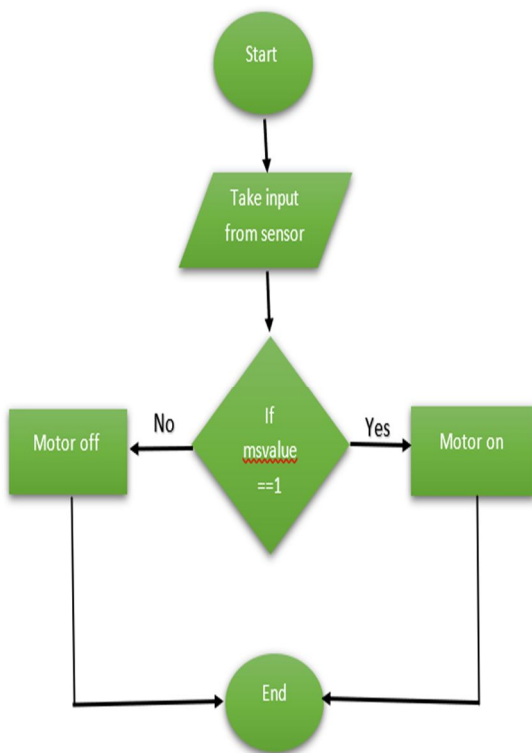 Start
Take input
from sensor
If
msvalue
==1
No
Yes
Motor off
Motor on
End